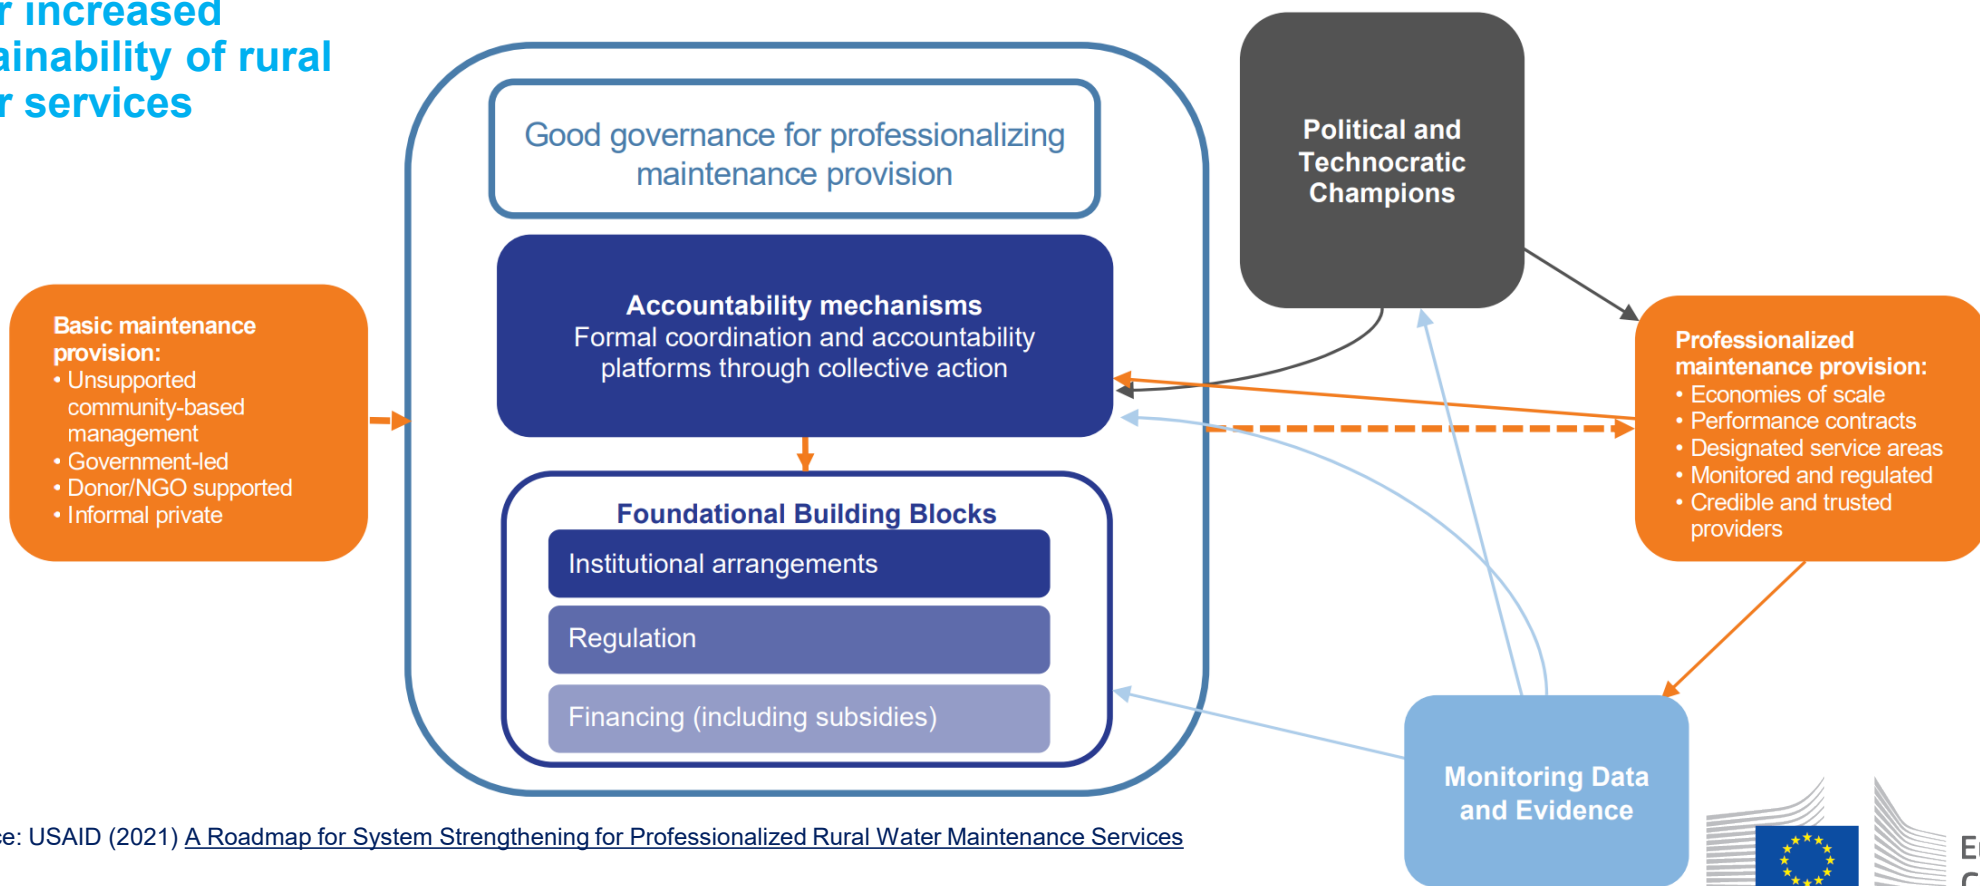 increased
of rural
services
Good governance for professionalizing
maintenance provision
Accountability mechanisms
Formal coordination and accountability
platforms through collective action
Foundational Building Blocks
Institutional arrangements
Regulation
Financing (including subsidies)
Basic maintenance
provision:
• Unsupported
community-based
management
• Government-led
• Donor/NGO supported
• Informal private
Political and
Technocratic
Champions
Professionalized
maintenance provision:
• Economies of scale
• Performance contracts
• Designated service areas
• Monitored and regulated
• Credible and trusted
providers
Monitoring Data
and Evidence
USAID (2021) A Roadmap for System Strengthening for Professionalized Rural Water Maintenance Services